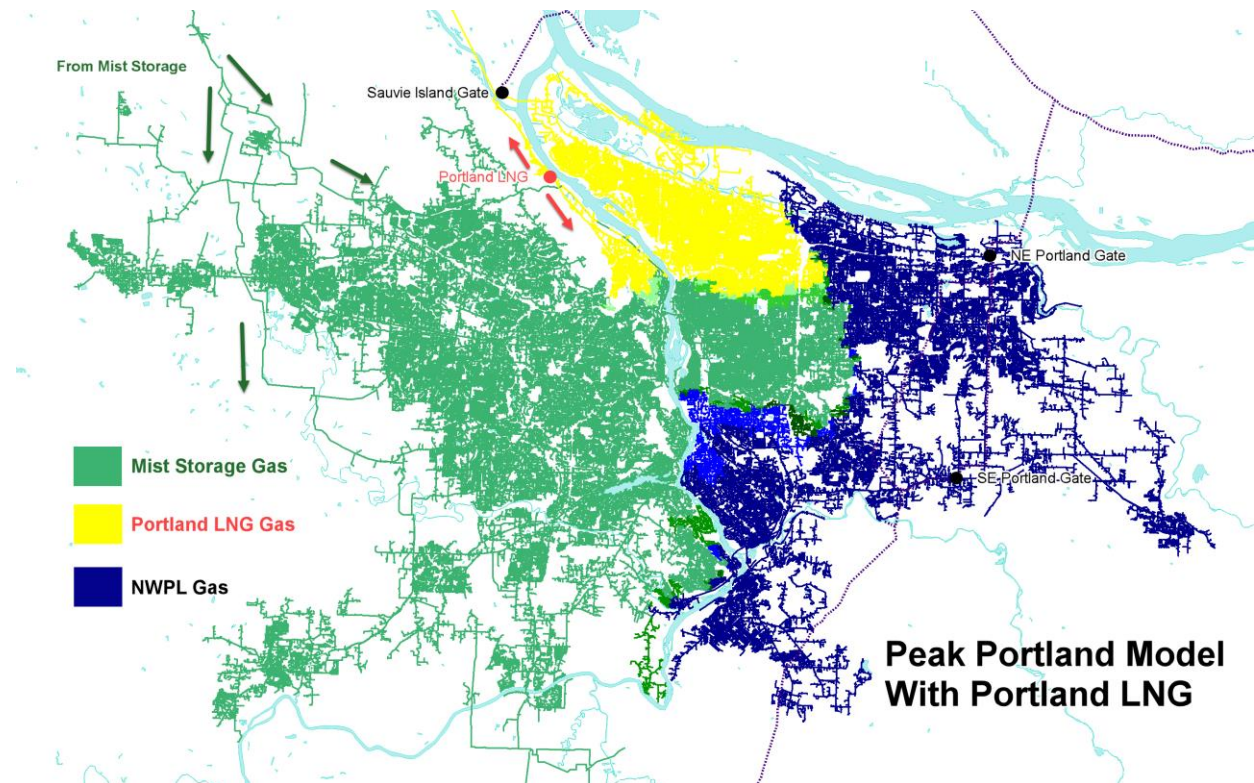 From Mist Storage
Sauvie Island Gate
Portland LNG
NE Portland Gate
SE Portland Gate
Mist Storage Gas
Portland LNG Gas
NWPL Gas
Peak Portland Model
With Portland LNG